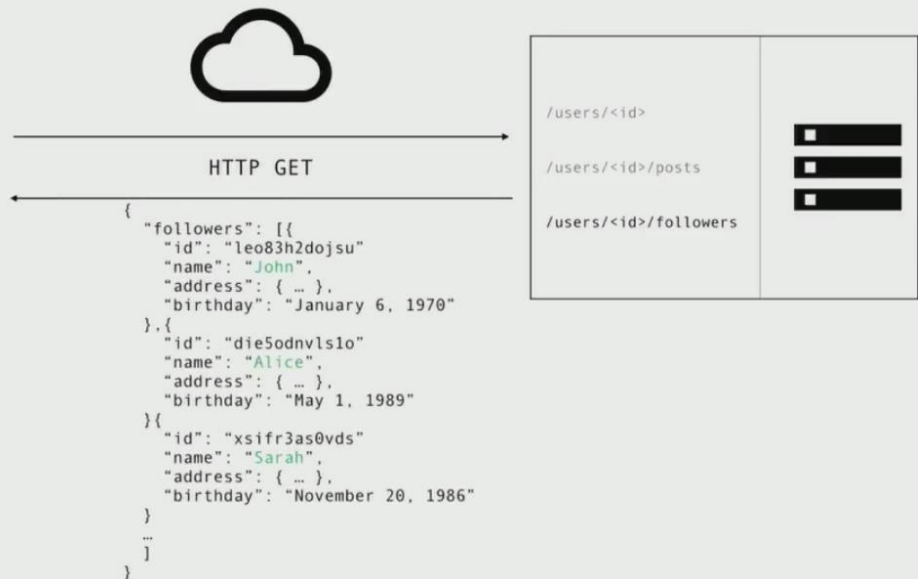 HTTP GET
{
"followers": [{
"id": "leo83h2dojsu"
"name": "John",
"address": { … },
"birthday": "January 6, 1970"
},{
"id": "die5odnvls1o"
"name": "Alice",
"address": { … },
"birthday": "May 1, 1989"
}{
"id": "xsifr3as0vds"
"name": "Sarah",
"address": { … },
"birthday": "November 20, 1986"
}
…
]
}
/users/<id>
/users/<id>/posts
/users/<id>/followers